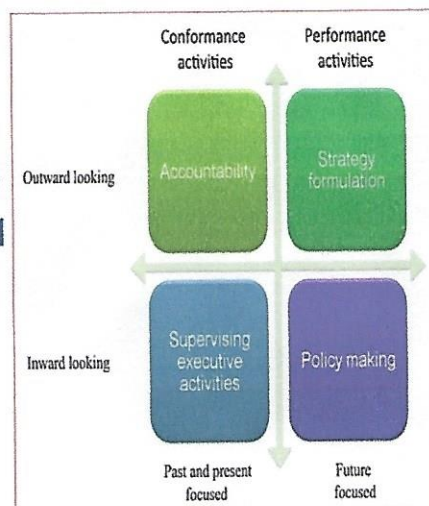 Conformance
activities
Performance
activities
Outward looking
Accountability
Strategy
formulation
Inward looking
Supervising
executive
activities
Policy making
Past and present
focused
Future
focused